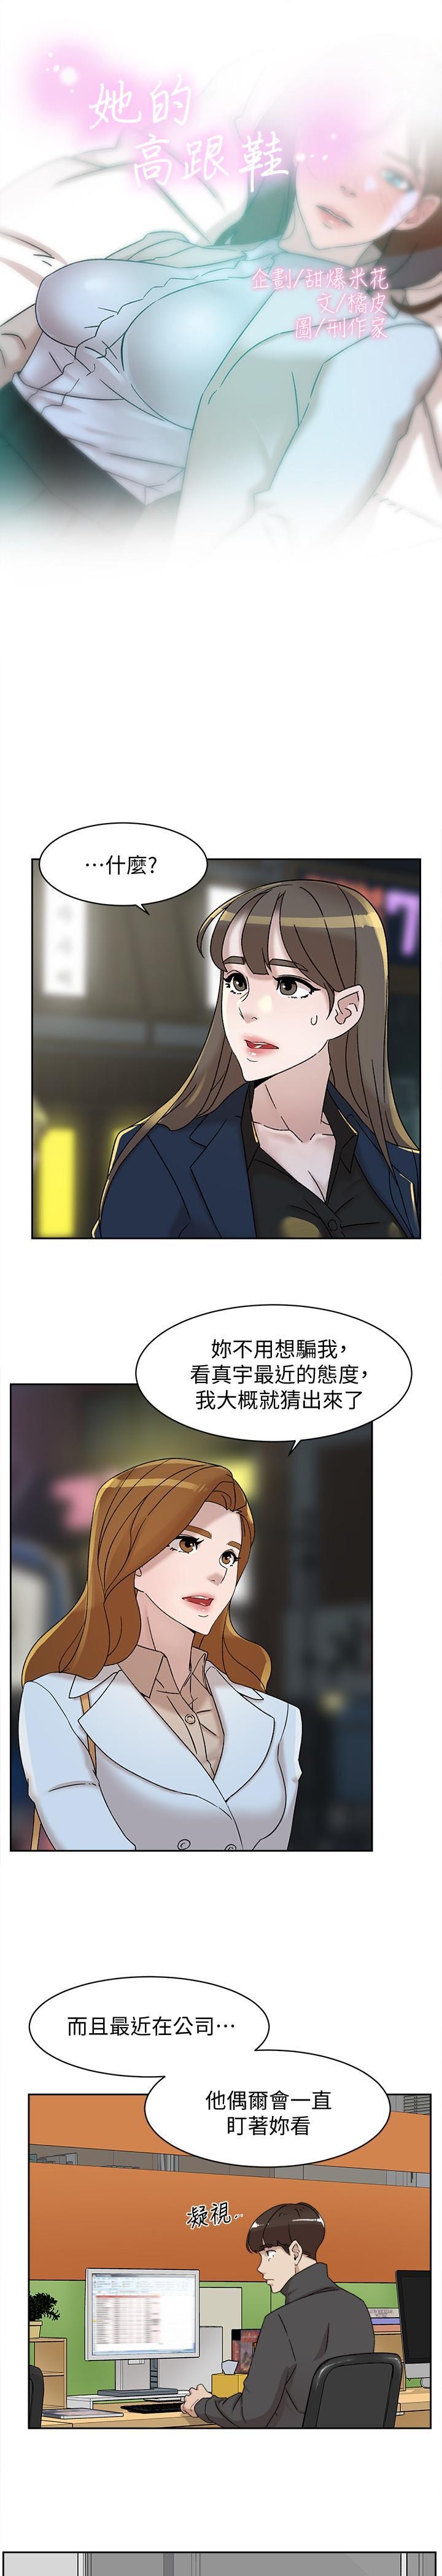 她的
高跟鞋…
企劃/甜爆米花
文/橘皮
圖/刑作家
…什麼?
7
妳不用想騙我,
看真宇最近的態度,
我大概就猜出來了
而且最近在公司…
他偶爾會一直
盯著妳看
凝視..